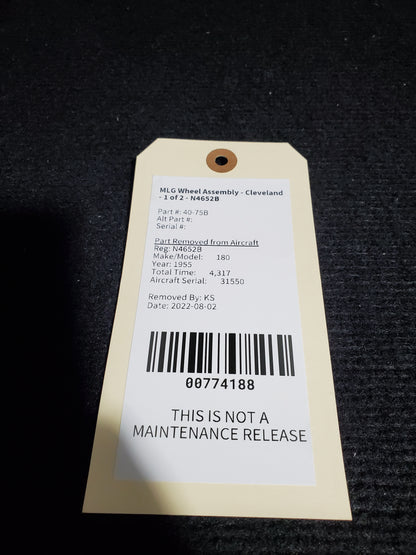 MLG Wheel Assembly - Cleveland
- 1 of 2 - N4652B
Part #: 40-75B
Alt Part #:
Serial #:
Part Removed from Aircraft
Reg: N4652B
Make/Model: 180
Year: 1955
Total Time: 4,317
Aircraft Serial: 31550
Removed By: KS
Date: 2022-08-02
00774188
THIS IS NOT A
MAINTENANCE RELEASE